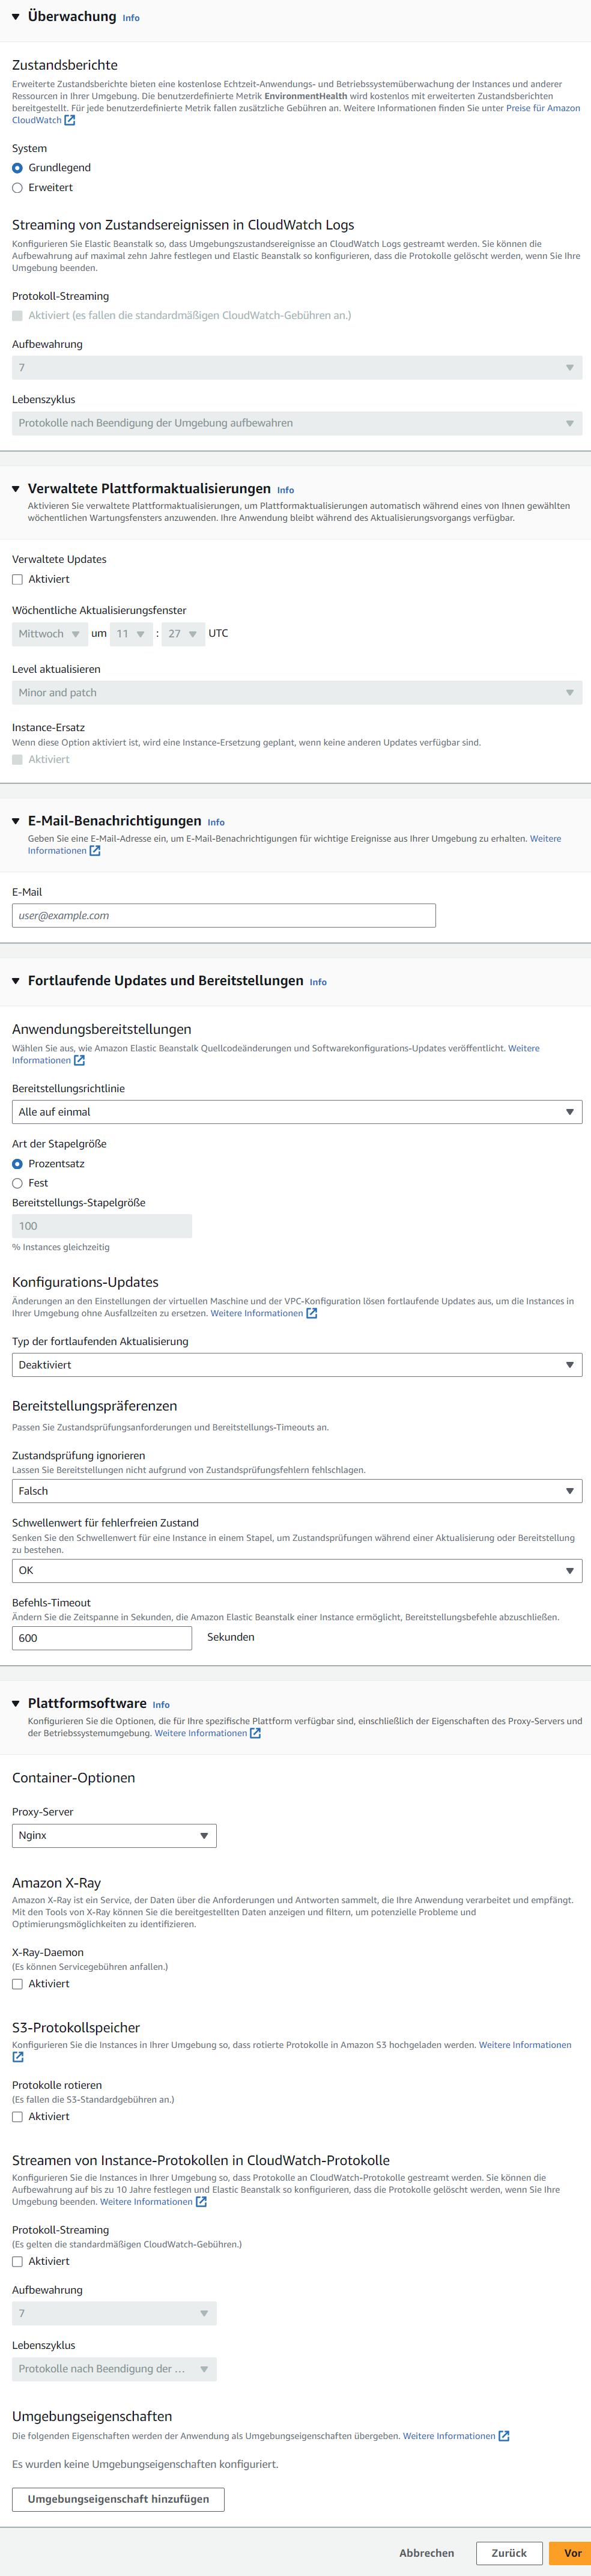 Überwachung Info
Zustandsberichte
Erweiterte Zustandsberichte bieten eine kostenlose Echtzeit-Anwendungs- und Betriebssystemüberwachung der Instances und anderer
Ressourcen in Ihrer Umgebung. Die benutzerdefinierte Metrik EnvironmentHealth wird kostenlos mit erweiterten Zustandsberichten
bereitgestellt. Für jede benutzerdefinierte Metrik fallen zusätzliche Gebühren an. Weitere Informationen finden Sie unter Preise für Amazon
CloudWatch
System
Grundlegend
Erweitert
Streaming von Zustandsereignissen in CloudWatch Logs
Konfigurieren Sie Elastic Beanstalk so, dass Umgebungszustandsereignisse an CloudWatch Logs gestreamt werden. Sie können die
Aufbewahrung auf maximal zehn Jahre festlegen und Elastic Beanstalk so konfigurieren, dass die Protokolle gelöscht werden, wenn Sie Ihre
Umgebung beenden.
Protokoll-Streaming
Aktiviert (es fallen die standardmäßigen CloudWatch-Gebühren an.)
Aufbewahrung
7
Lebenszyklus
Protokolle nach Beendigung der Umgebung aufbewahren
Verwaltete Plattformaktualisierungen Info
Aktivieren Sie verwaltete Plattformaktualisierungen, um Plattformaktualisierungen automatisch während eines von Ihnen gewählten
wöchentlichen Wartungsfensters anzuwenden. Ihre Anwendung bleibt während des Aktualisierungsvorgangs verfügbar.
Verwaltete Updates
Aktiviert
Wöchentliche Aktualisierungsfenster
Mittwoch um 11 : 27 UTC
Level aktualisieren
Minor and patch
Instance-Ersatz
Wenn diese Option aktiviert ist, wird eine Instance-Ersetzung geplant, wenn keine anderen Updates verfügbar sind.
Aktiviert
E-Mail-Benachrichtigungen Info
Geben Sie eine E-Mail-Adresse ein, um E-Mail-Benachrichtigungen für wichtige Ereignisse aus Ihrer Umgebung zu erhalten. Weitere
Informationen
E-Mail
user@example.com
Fortlaufende Updates und Bereitstellungen Info
Anwendungsbereitstellungen
Wählen Sie aus, wie Amazon Elastic Beanstalk Quellcodeänderungen und Softwarekonfigurations-Updates veröffentlicht. Weitere
Informationen
Bereitstellungsrichtlinie
Alle auf einmal
Art der Stapelgröße
Prozentsatz
Fest
Bereitstellungs-Stapelgröße
100
% Instances gleichzeitig
Konfigurations-Updates
Änderungen an den Einstellungen der virtuellen Maschine und der VPC-Konfiguration lösen fortlaufende Updates aus, um die Instances in
Ihrer Umgebung ohne Ausfallzeiten zu ersetzen. Weitere Informationen
Typ der fortlaufenden Aktualisierung
Deaktiviert
Bereitstellungspräferenzen
Passen Sie Zustandsprüfungsanforderungen und Bereitstellungs-Timeouts an.
Zustandsprüfung ignorieren
Lassen Sie Bereitstellungen nicht aufgrund von Zustandsprüfungsfehlern fehlschlagen.
Falsch
Schwellenwert für fehlerfreien Zustand
Senken Sie den Schwellenwert für eine Instance in einem Stapel, um Zustandsprüfungen während einer Aktualisierung oder Bereitstellung
zu bestehen.
OK
Befehls-Timeout
Ändern Sie die Zeitspanne in Sekunden, die Amazon Elastic Beanstalk einer Instance ermöglicht, Bereitstellungsbefehle abzuschließen.
600 Sekunden
Plattformsoftware Info
Konfigurieren Sie die Optionen, die für Ihre spezifische Plattform verfügbar sind, einschließlich der Eigenschaften des Proxy-Servers und
der Betriebssystemumgebung. Weitere Informationen
Container-Optionen
Proxy-Server
Nginx
Amazon X-Ray
Amazon X-Ray ist ein Service, der Daten über die Anforderungen und Antworten sammelt, die Ihre Anwendung verarbeitet und empfängt.
Mit den Tools von X-Ray können Sie die bereitgestellten Daten anzeigen und filtern, um potenzielle Probleme und
Optimierungsmöglichkeiten zu identifizieren.
X-Ray-Daemon
(Es können Servicegebühren anfallen.)
Aktiviert
S3-Protokollspeicher
Konfigurieren Sie die Instances in Ihrer Umgebung so, dass rotierte Protokolle in Amazon S3 hochgeladen werden. Weitere Informationen
Protokolle rotieren
(Es fallen die S3-Standardgebühren an.)
Aktiviert
Streamen von Instance-Protokollen in CloudWatch-Protokolle
Konfigurieren Sie die Instances in Ihrer Umgebung so, dass Protokolle an CloudWatch-Protokolle gestreamt werden. Sie können die
Aufbewahrung auf bis zu 10 Jahre festlegen und Elastic Beanstalk so konfigurieren, dass die Protokolle gelöscht werden, wenn Sie Ihre
Umgebung beenden. Weitere Informationen
Protokoll-Streaming
(Es gelten die standardmäßigen CloudWatch-Gebühren.)
Aktiviert
Aufbewahrung
7
Lebenszyklus
Protokolle nach Beendigung der ...
Umgebungseigenschaften
Die folgenden Eigenschaften werden der Anwendung als Umgebungseigenschaften übergeben. Weitere Informationen
Es wurden keine Umgebungseigenschaften konfiguriert.
Umgebungseigenschaft hinzufügen
Abbrechen Zurück Vor